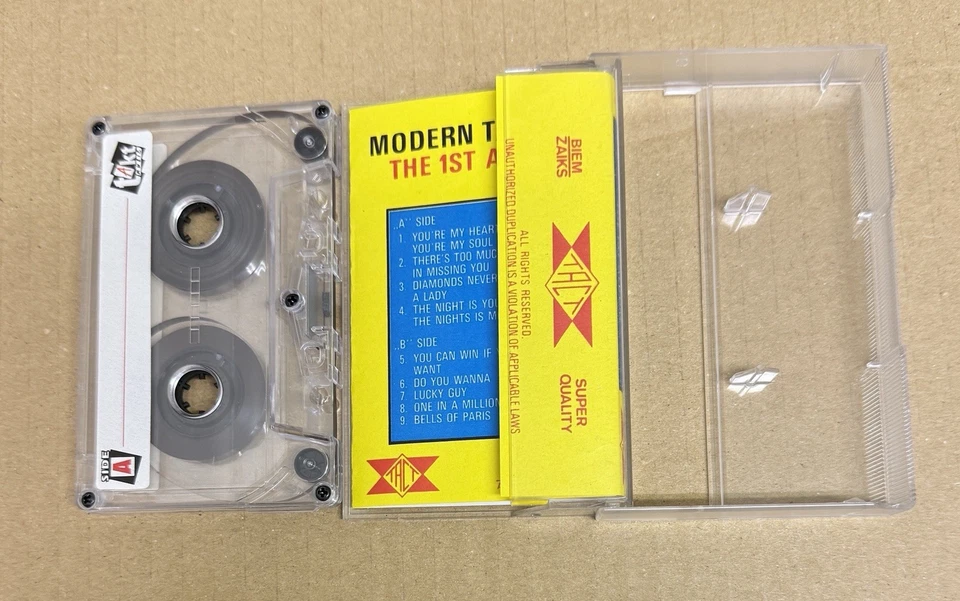 A
SIDE
MODERN T
THE 1ST A
,,A'' SIDE
1. YOU'RE MY HEAR
YOU'RE MY SOUL
2. THERE'S TOO MUC
IN MISSING YOU
3. DIAMONDS NEVER
A LADY
4. THE NIGHT IS YOU
THE NIGHTS IS M
,,B'' SIDE
5. YOU CAN WIN IF
WANT
6. DO YOU WANNA
7. LUCKY GUY
8. ONE IN A MILLION
9. BELLS OF PARIS
TACT
BIEM
ZAIKS
TACT
SUPER
QUALITY
ALL RIGHTS RESERVED,
UNAUTHORIZED DUPLICATION IS A VIOLATION OF APPLICABLE LAWS